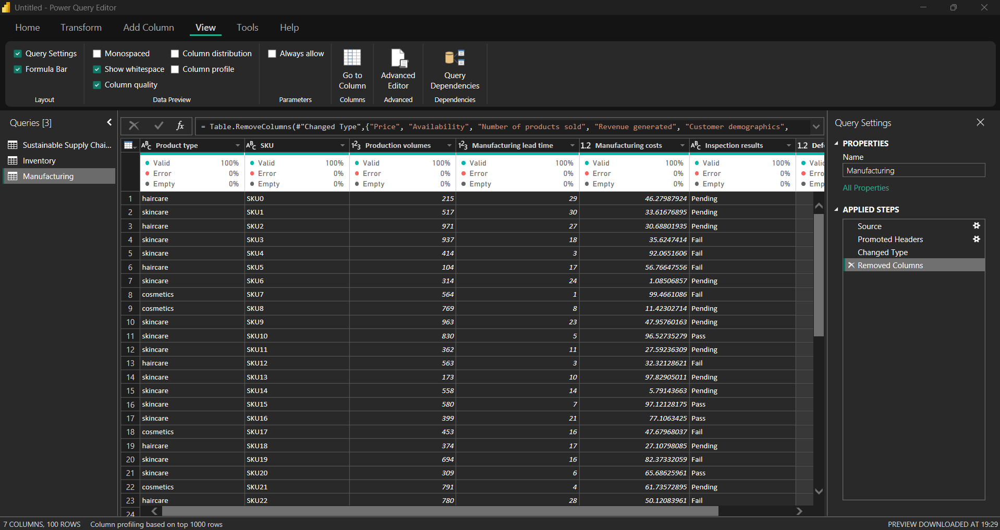 Untitled - Power Query Editor
Home Transform Add Column View Tools Help
Query Settings Monospaced Column distribution Always allow
Formula Bar Show whitespace Column profile
Column quality
Go to Column
Advanced Editor
Query Dependencies
Layout Data Preview Parameters Columns Advanced Dependencies
Queries [3]
Sustainable Supply Chai...
Inventory
Manufacturing
fx = Table.RemoveColumns(#"Changed Type",{"Price", "Availability", "Number of products sold", "Revenue generated", "Customer demographics",
ABC Product type ABC SKU 123 Production volumes 123 Manufacturing lead time 1.2 Manufacturing costs ABC Inspection results 1.2 Def
Valid 100% Valid 100% Valid 100% Valid 100% Valid 100% Valid 100% Valid
Error 0% Error 0% Error 0% Error 0% Error 0% Error 0% Erro
Empty 0% Empty 0% Empty 0% Empty 0% Empty 0% Empty 0% Emp
1 haircare SKU0 215 29 46.27987924 Pending
2 skincare SKU1 517 30 33.61676895 Pending
3 haircare SKU2 971 27 30.68801935 Pending
4 skincare SKU3 937 18 35.6247414 Fail
5 skincare SKU4 414 3 92.0651606 Fail
6 haircare SKU5 104 17 56.76647556 Fail
7 skincare SKU6 314 24 1.08506857 Pending
8 cosmetics SKU7 564 1 99.4661086 Fail
9 cosmetics SKU8 769 8 11.42302714 Pending
10 skincare SKU9 963 23 47.95760163 Pending
11 skincare SKU10 830 5 96.52735279 Pass
12 skincare SKU11 362 11 27.59236309 Pending
13 haircare SKU12 563 3 32.32128621 Fail
14 skincare SKU13 173 10 97.82905011 Pending
15 skincare SKU14 558 14 5.79143663 Pending
16 skincare SKU15 580 7 97.12128175 Pass
17 skincare SKU16 399 21 77.1063425 Pass
18 cosmetics SKU17 453 16 47.67968037 Fail
19 haircare SKU18 374 17 27.10798085 Pending
20 skincare SKU19 694 16 82.37332059 Fail
21 skincare SKU20 309 6 65.68625961 Pass
22 cosmetics SKU21 791 4 61.73572895 Pending
23 haircare SKU22 780 28 50.12083961 Fail
24
Query Settings
PROPERTIES
Name
Manufacturing
All Properties
APPLIED STEPS
Source
Promoted Headers
Changed Type
Removed Columns
7 COLUMNS, 100 ROWS Column profiling based on top 1000 rows PREVIEW DOWNLOADED AT 19:29